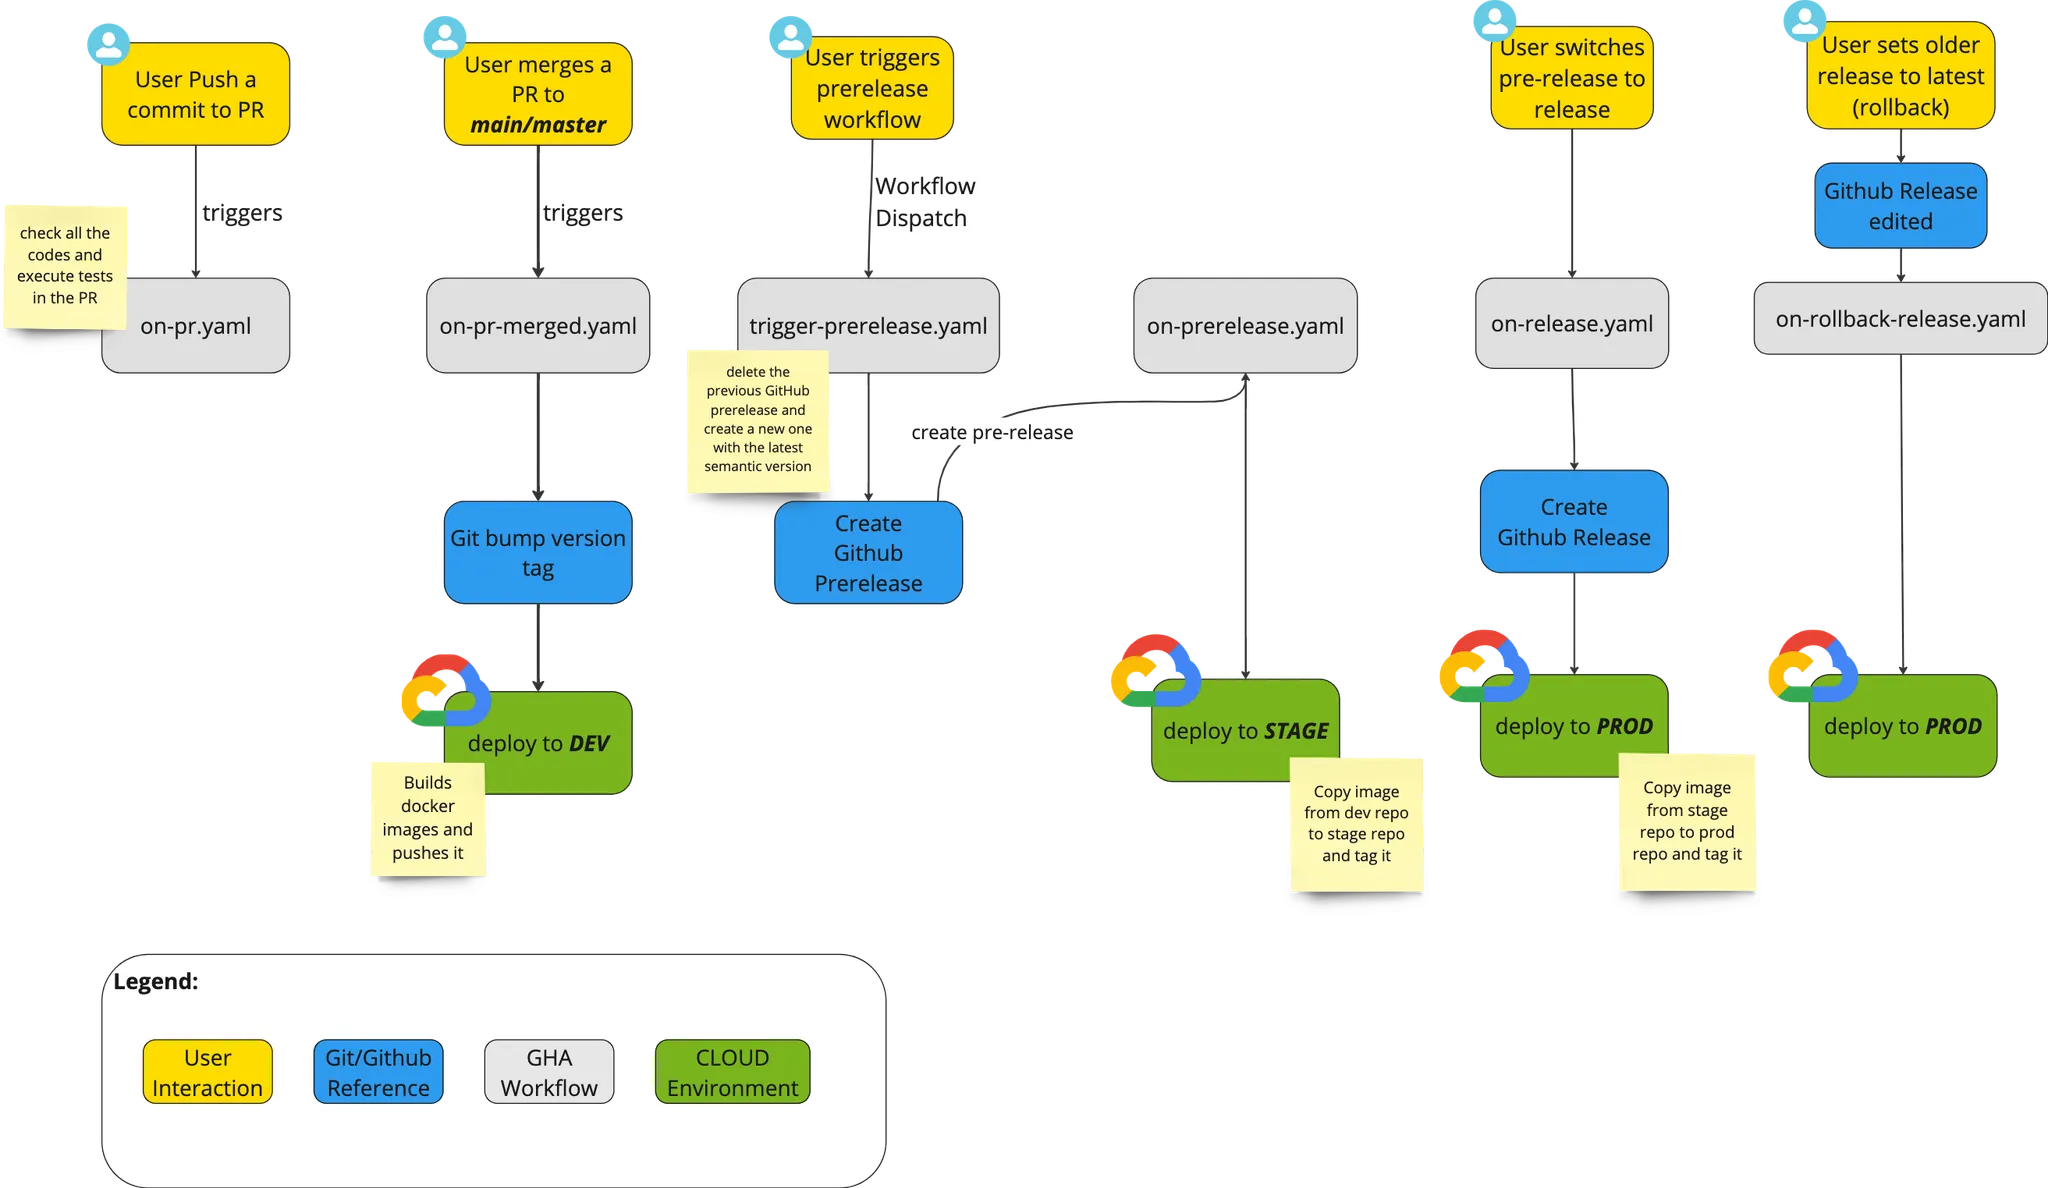 User Push a
commit to PR
triggers
check all the
codes and
execute tests
in the PR
on-pr.yaml
User merges a
PR to
main/master
triggers
on-pr-merged.yaml
Git bump version
tag
deploy to DEV
Builds
docker
images and
pushes it
User triggers
prerelease
workflow
Workflow
Dispatch
trigger-prerelease.yaml
delete the
previous GitHub
prerelease and
create a new one
with the latest
semantic version
Create
Github
Prerelease
create pre-release
on-prerelease.yaml
deploy to STAGE
Copy image
from dev repo
to stage repo
and tag it
User switches
pre-release to
release
on-release.yaml
Create
Github Release
deploy to PROD
Copy image
from stage
repo to prod
repo and tag it
User sets older
release to latest
(rollback)
Github Release
edited
on-rollback-release.yaml
deploy to PROD
Legend:
User
Interaction
Git/Github
Reference
GHA
Workflow
CLOUD
Environment